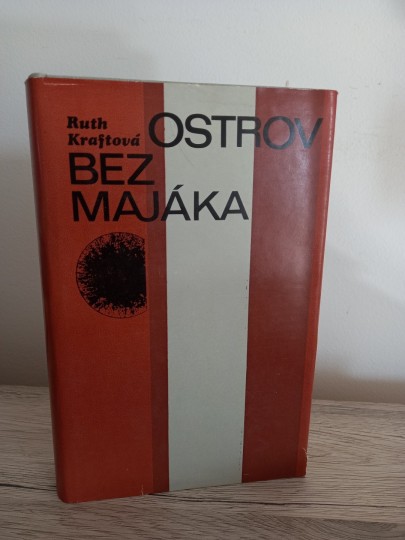 Ruth
Kraftová
OSTROV
BEZ
MAJÁKA